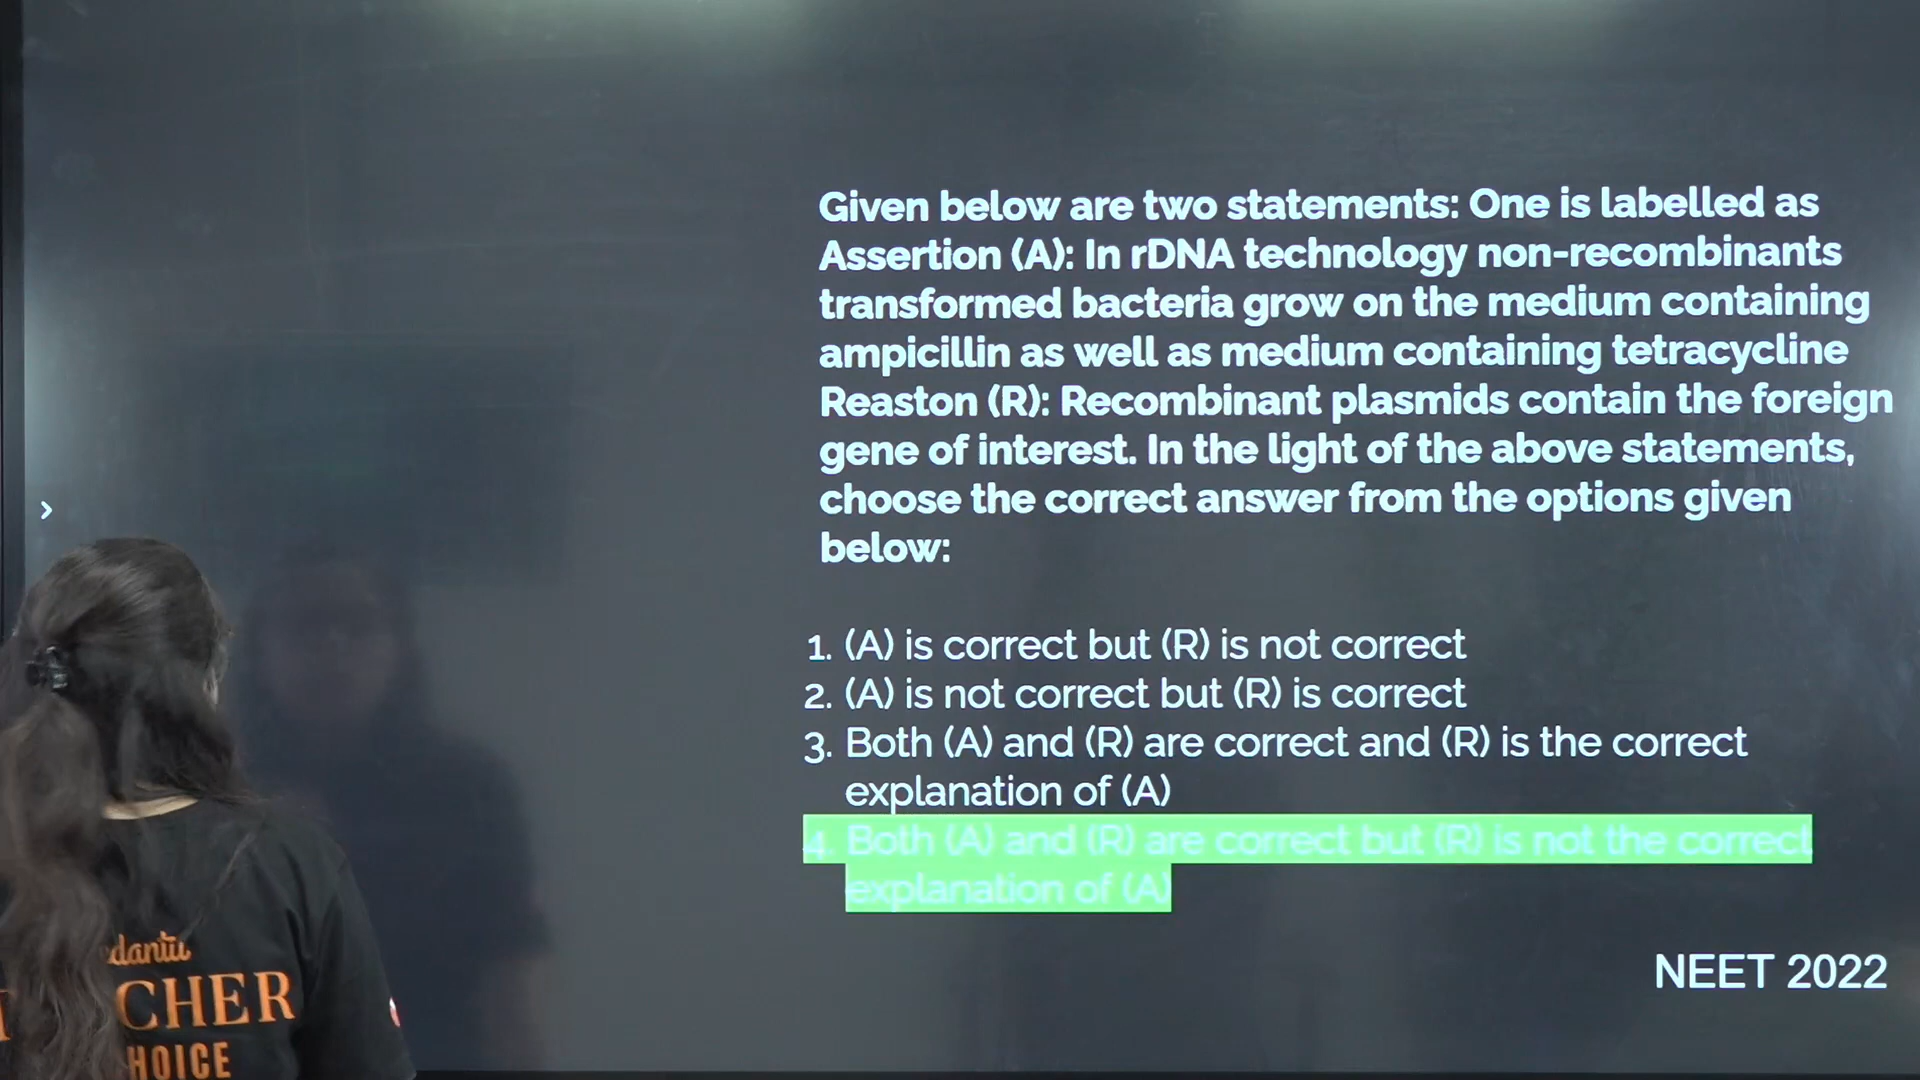 Given below are two statements: One is labelled as
Assertion (A): In rDNA technology non-recombinants
transformed bacteria grow on the medium containing
ampicillin as well as medium containing tetracycline
Reaston (R): Recombinant plasmids contain the foreign
gene of interest. In the light of the above statements,
choose the correct answer from the options given
below:
1. (A) is correct but (R) is not correct
2. (A) is not correct but (R) is correct
3. Both (A) and (R) are correct and (R) is the correct
explanation of (A)
4. Both (A) and (R) are correct but (R) is not the correct
explanation of (A)
NEET 2022
edantu
CHER
HOICE